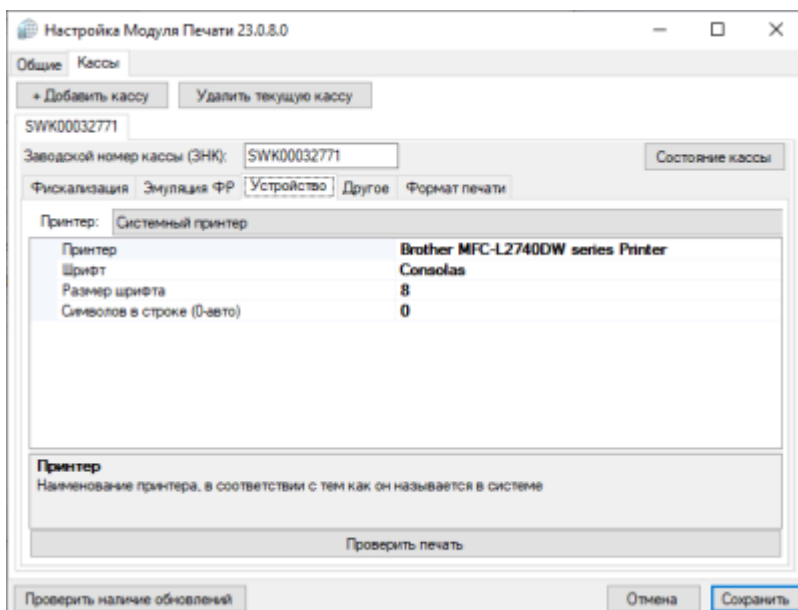 Настройка Модуля Печати 23.0.8.0
Общие Кассы
+ Добавить кассу Удалить текущую кассу
SWK00032771
Заводской номер кассы (ЗНК): SWK00032771 Состояние кассы
Фискализация Эмуляция ФР Устройство Другое Формат печати
Принтер: Системный принтер
Принтер Brother MFC-L2740DW series Printer
Шрифт Consolas
Размер шрифта 8
Символов в строке (0-авто) 0
Принтер
Наименование принтера, в соответствии с тем как он называется в системе
Проверить печать
Проверить наличие обновлений Отмена Сохранить